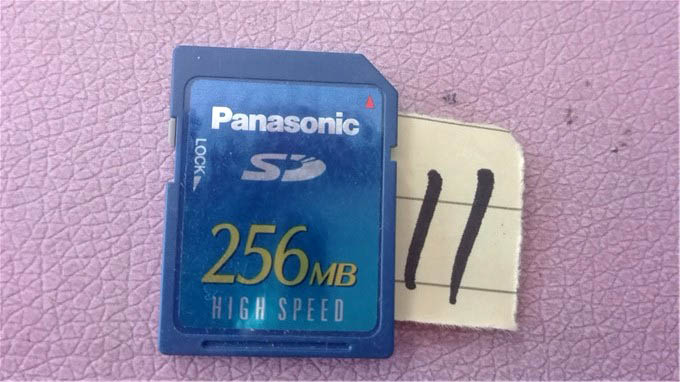 Panasonic
LOCK
SD
256MB
HIGH SPEED
11